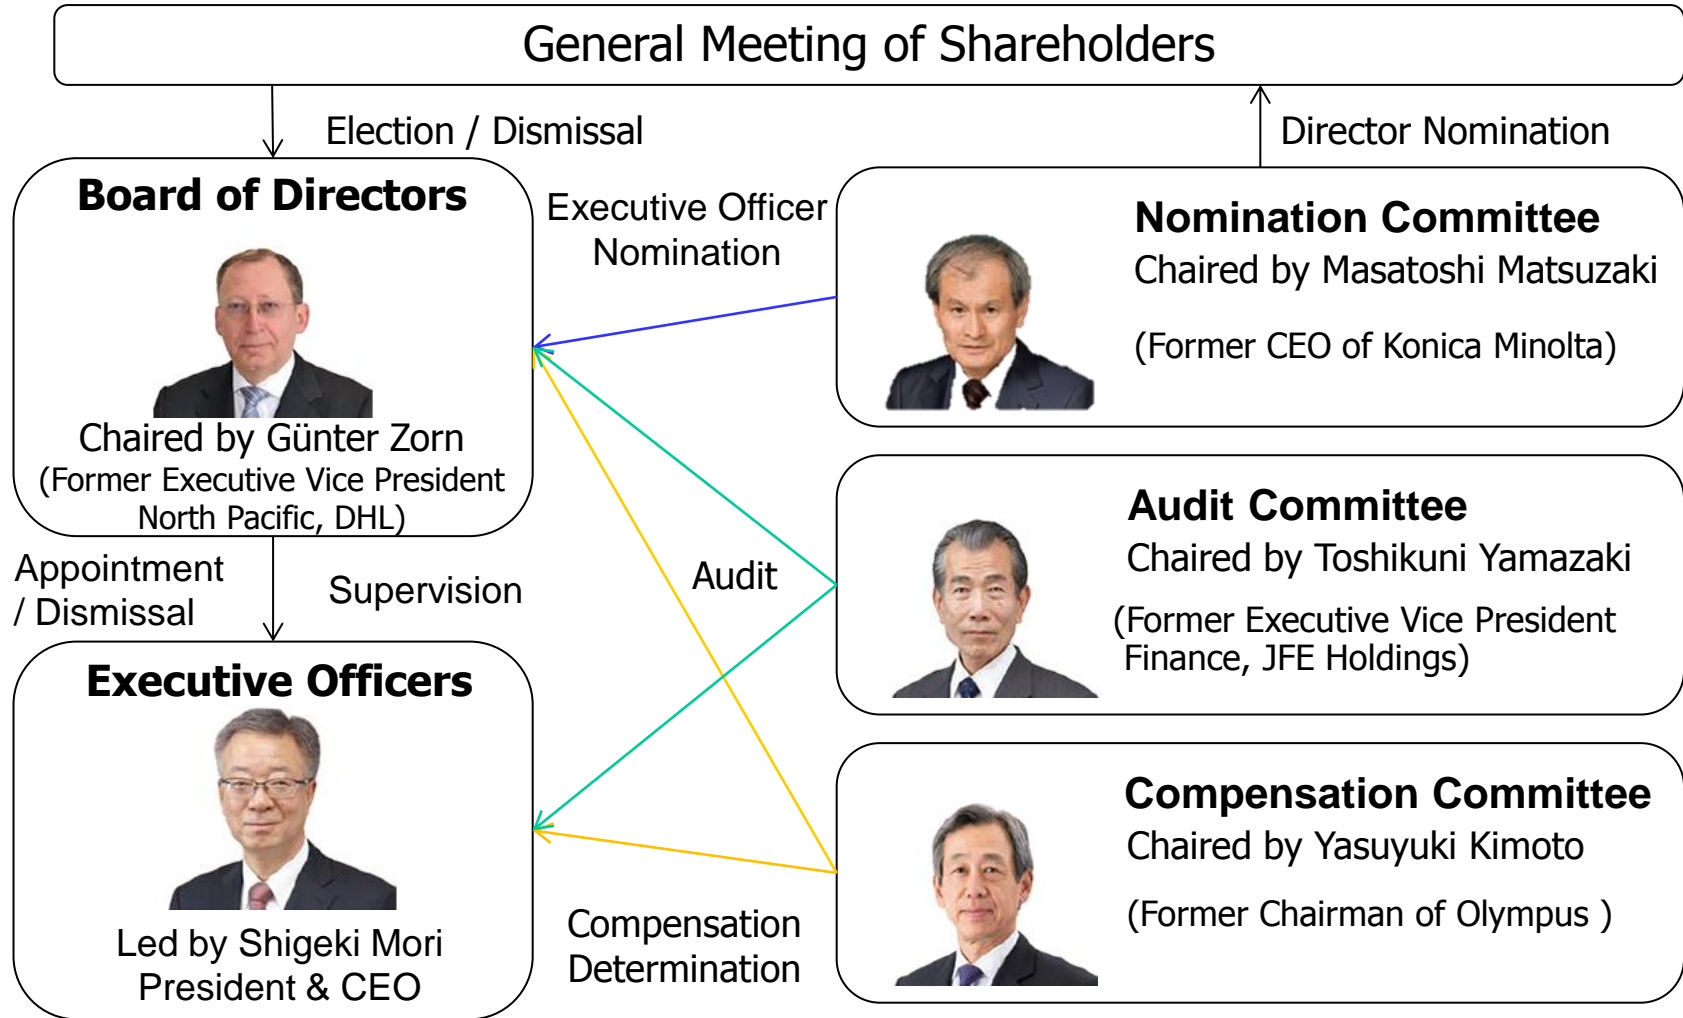 General Meeting of Shareholders
Election / Dismissal
Director Nomination
Board of Directors
Chaired by Günter Zorn
(Former Executive Vice President
North Pacific, DHL)
Executive Officer
Nomination
Nomination Committee
Chaired by Masatoshi Matsuzaki
(Former CEO of Konica Minolta)
Appointment
/ Dismissal
Supervision
Audit
Audit Committee
Chaired by Toshikuni Yamazaki
(Former Executive Vice President
Finance, JFE Holdings)
Executive Officers
Led by Shigeki Mori
President & CEO
Compensation
Determination
Compensation Committee
Chaired by Yasuyuki Kimoto
(Former Chairman of Olympus )